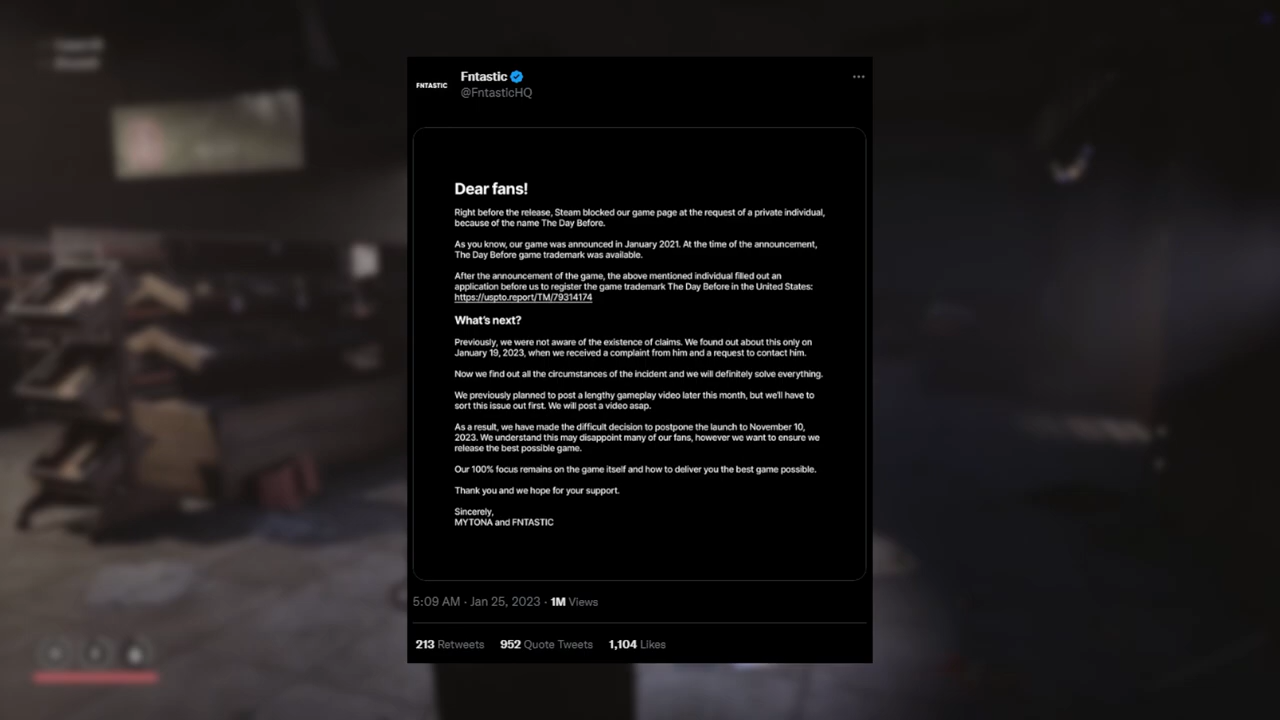 FNTASTIC
Fntastic
@FntasticHQ
Dear fans!
Right before the release, Steam blocked our game page at the request of a private individual,
because of the name The Day Before.
As you know, our game was announced in January 2021. At the time of the announcement,
The Day Before game trademark was available.
After the announcement of the game, the above mentioned individual filled out an
application before us to register the game trademark The Day Before in the United States:
https://uspto.report/TM/79314174
What's next?
Previously, we were not aware of the existence of claims. We found out about this only on
January 19, 2023, when we received a complaint from him and a request to contact him.
Now we find out all the circumstances of the incident and we will definitely solve everything.
We previously planned to post a lengthy gameplay video later this month, but we'll have to
sort this issue out first. We will post a video asap.
As a result, we have made the difficult decision to postpone the launch to November 10,
2023. We understand this may disappoint many of our fans, however we want to ensure we
release the best possible game.
Our 100% focus remains on the game itself and how to deliver you the best game possible.
Thank you and we hope for your support.
Sincerely,
MYTONA and FNTASTIC
5:09 AM · Jan 25, 2023 · 1M Views
213 Retweets 952 Quote Tweets 1,104 Likes